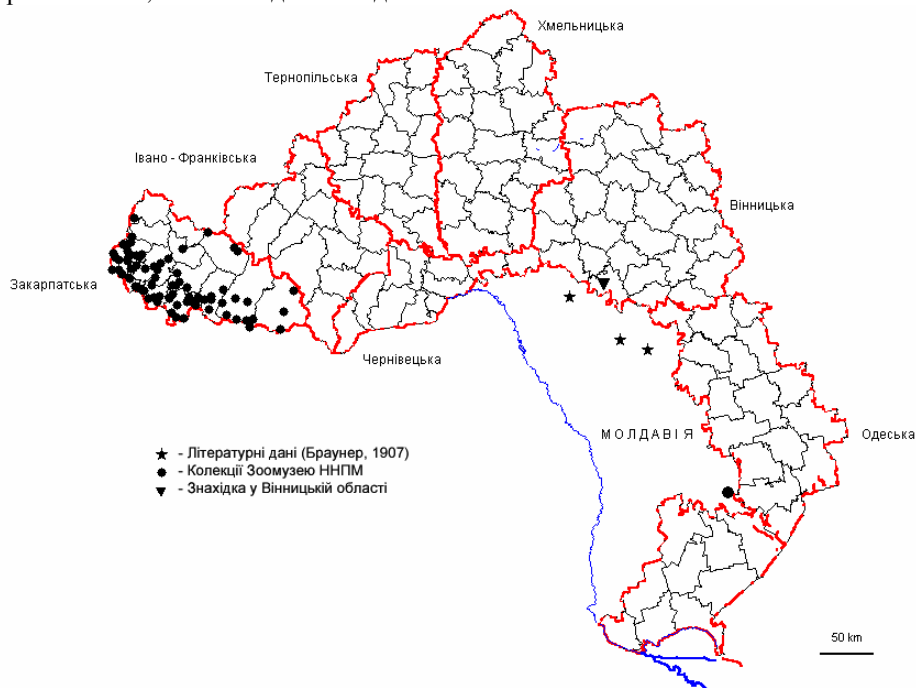 Хмельницька
Тернопільська
Івано - Франківська
Вінницька
Закарпатська
Чернівецька
МОЛДАВІЯ
Одеська
- Літературні дані (Браунер, 1907)
- Колекції Зоомузею ННПМ
- Знахідка у Вінницькій області
50 km